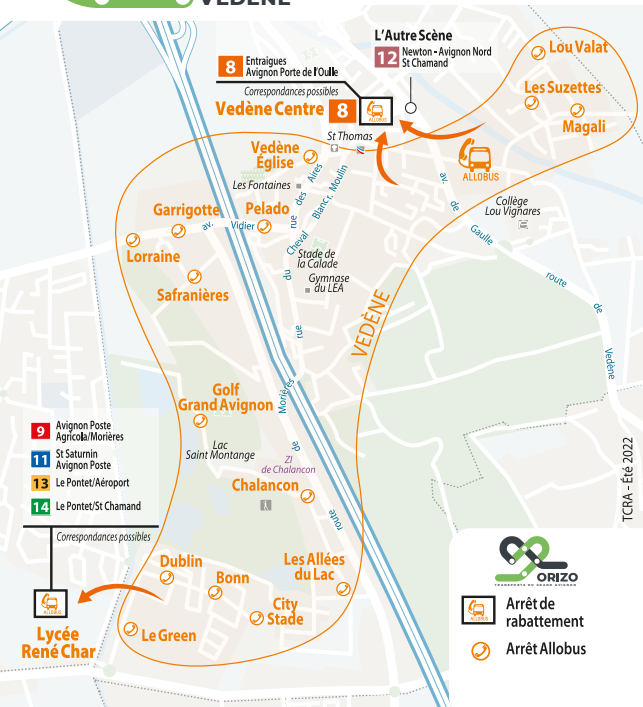 VEDÈNE
L'Autre Scène
12 Newton - Avignon Nord
St Chamand
8 Entraigues
Avignon Porte de l'Oulle
Correspondances possibles
Vedène Centre 8
ALLOBUS
Lou Valat
Les Suzettes
Magali
St Thomas
ALLOBUS
Vedène
Église
Les Fontaines
rue des Aires
Cheval Blanc
r. Moulin
av. de Gaulle
Collège
Lou Vignares
Garrigotte
Pelado
av. Vidier
Lorraine
Safranières
Stade de
la Calade
Gymnase
du LEA
rue du
VEDÈNE
route de Vedène
Golf
Grand Avignon
Lac
Saint Montange
ZI
de Chalancon
Chalancon
route de Morières
9 Avignon Poste
Agricola/Morières
11 St Saturnin
Avignon Poste
13 Le Pontet/Aéroport
14 Le Pontet/St Chamand
Correspondances possibles
ALLOBUS
Lycée
René Char
Dublin
Bonn
Les Allées
du Lac
City
Stade
Le Green
TCRA - Été 2022
ORIZO
TRANSPORTS DU GRAND AVIGNON
ALLOBUS
Arrêt de
rabattement
Arrêt Allobus